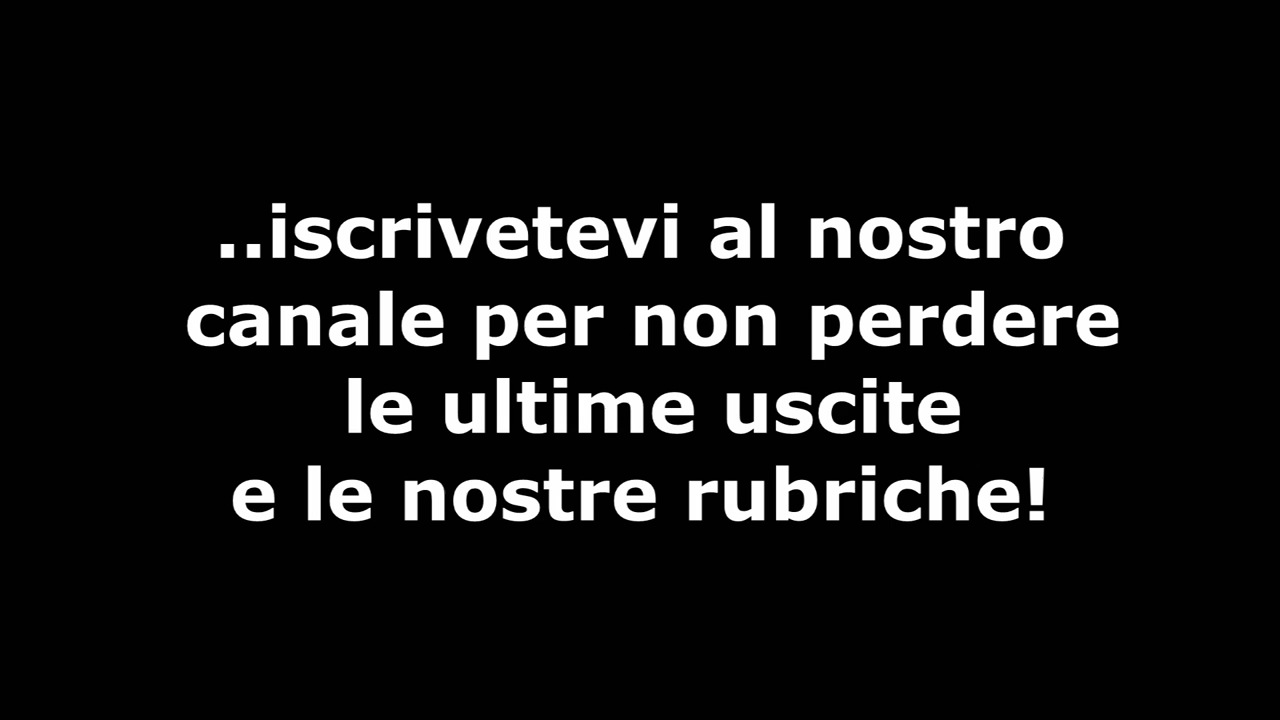 ..iscrivetevi al nostro
canale per non perdere
le ultime uscite
e le nostre rubriche!